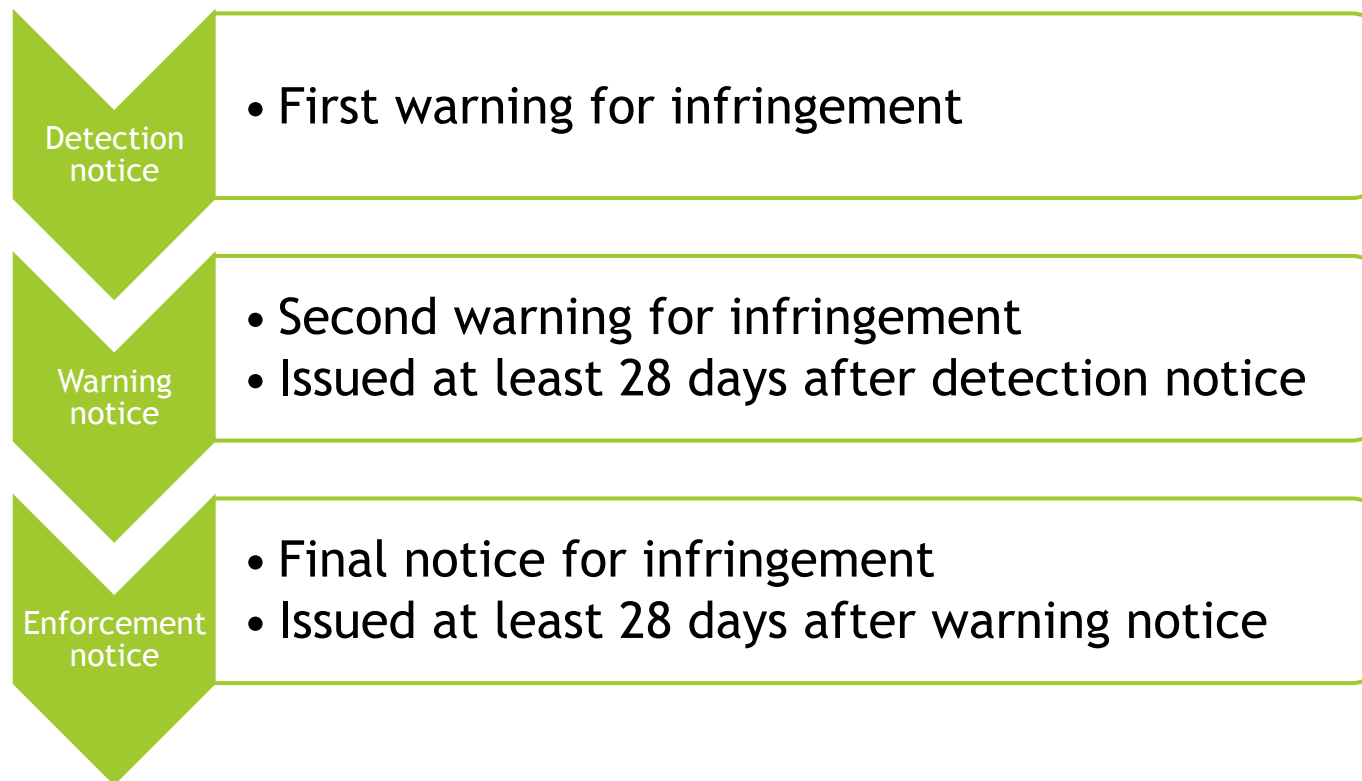 Detection
notice
• First warning for infringement
Warning
notice
• Second warning for infringement
• Issued at least 28 days after detection notice
Enforcement
notice
• Final notice for infringement
• Issued at least 28 days after warning notice